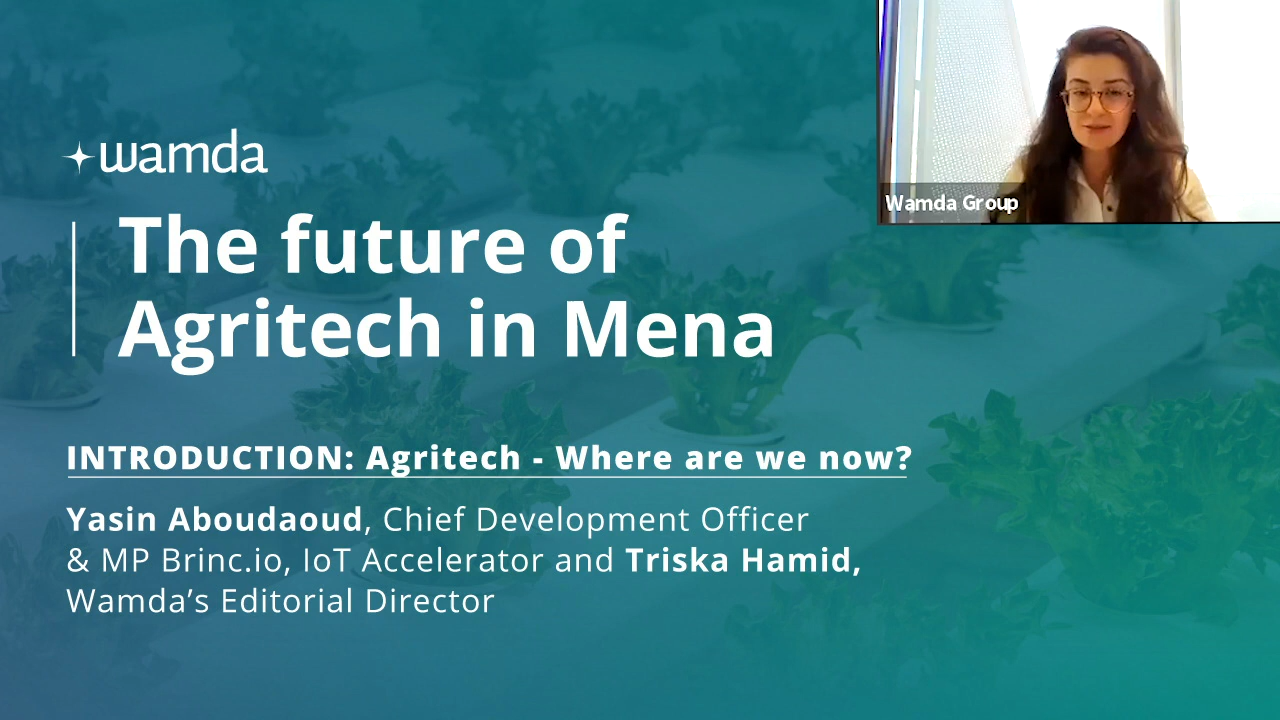 wamda
The future of
Agritech in Mena
INTRODUCTION: Agritech - Where are we now?
Yasin Aboudaoud, Chief Development Officer
& MP Brinc.io, IoT Accelerator and Triska Hamid,
Wamda’s Editorial Director
Wamda Group